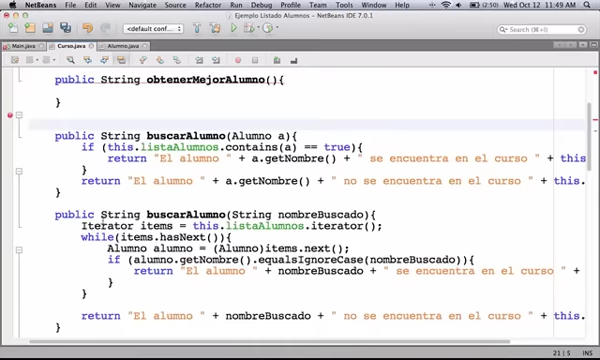 NetBeans File Edit View Navigate Source Refactor Run Debug Profile Team Tools Window Help (2:50) Wed Oct 12 11:49 AM
Ejemplo Listado Alumnos - NetBeans IDE 7.0.1
<default conf... Search (⌘+I)
Main.java Curso.java Alumno.java
public String obtenerMejorAlumno(){
}
public String buscarAlumno(Alumno a){
if (this.listaAlumnos.contains(a) == true){
return "El alumno " + a.getNombre() + " se encuentra en el curso " + this
}
return "El alumno " + a.getNombre() + " no se encuentra en el curso " + this.
}
public String buscarAlumno(String nombreBuscado){
Iterator items = this.listaAlumnos.iterator();
while(items.hasNext()){
Alumno alumno = (Alumno)items.next();
if (alumno.getNombre().equalsIgnoreCase(nombreBuscado)){
return "El alumno " + nombreBuscado + " se encuentra en el curso " +
}
}
return "El alumno " + nombreBuscado + " no se encuentra en el curso " + this.
}
21 | 5 INS